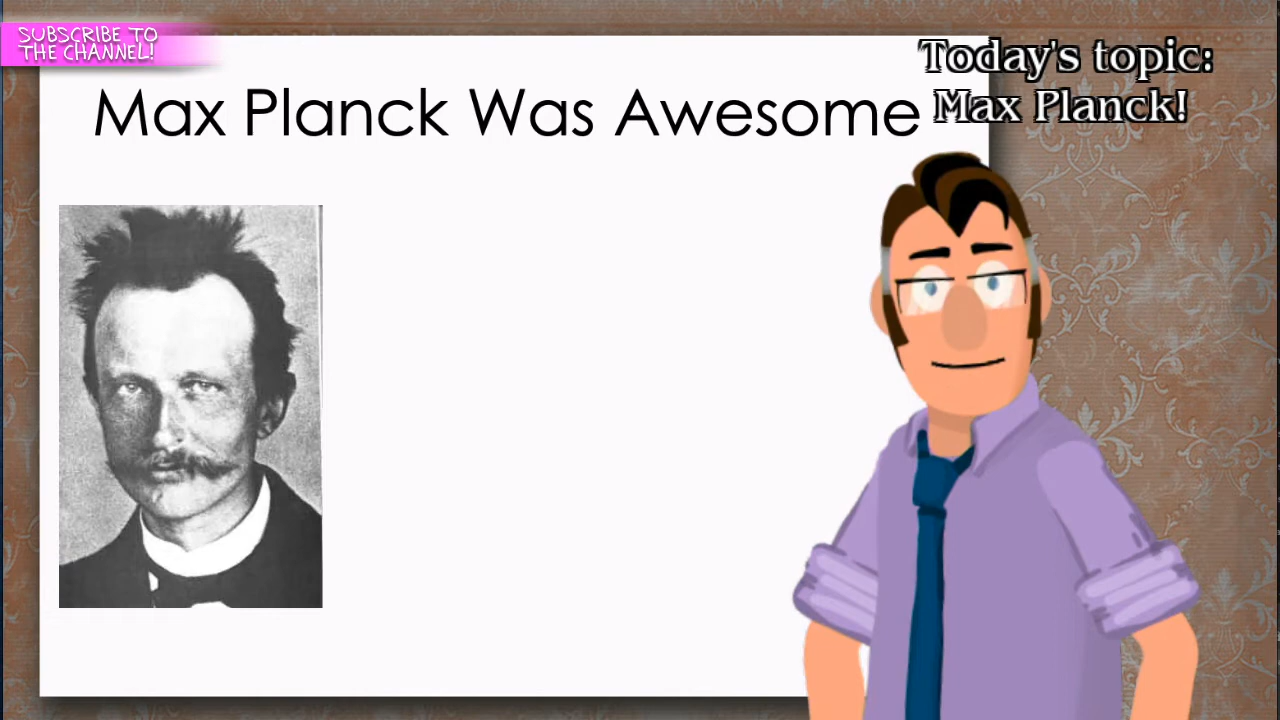 SUBSCRIBE TO
THE CHANNEL!
Today's topic:
Max Planck!
Max Planck Was Awesome